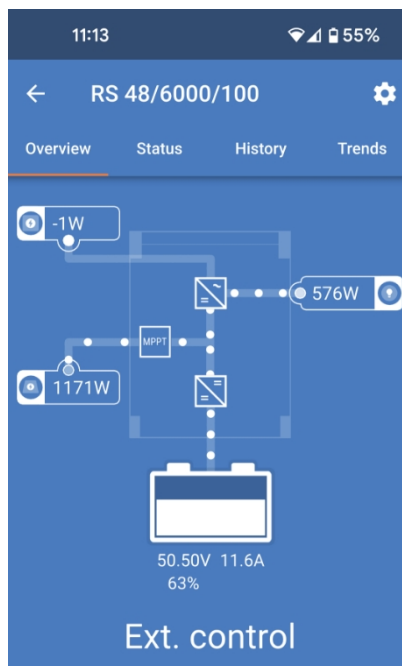 11:13 55%
RS 48/6000/100
Overview Status History Trends
-1W
576W
MPPT
1171W
50.50V 11.6A
63%
Ext. control